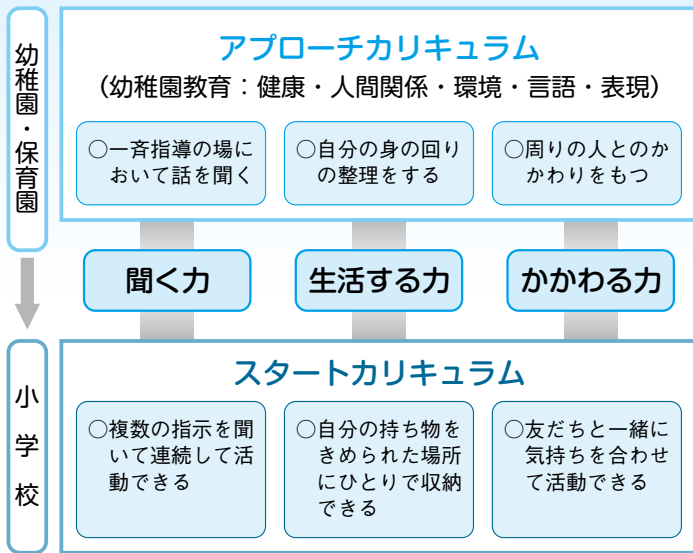 幼稚園・保育園
アプローチカリキュラム
(幼稚園教育：健康・人間関係・環境・言語・表現)
○一斉指導の場に
おいて話を聞く
○自分の身の回り
の整理をする
○周りの人とのか
かわりをもつ
聞く力
生活する力
かかわる力
小学校
スタートカリキュラム
○複数の指示を聞
いて連続して活
動できる
○自分の持ち物を
きめられた場所
にひとりで収納
できる
○友だちと一緒に
気持ちを合わせ
て活動できる